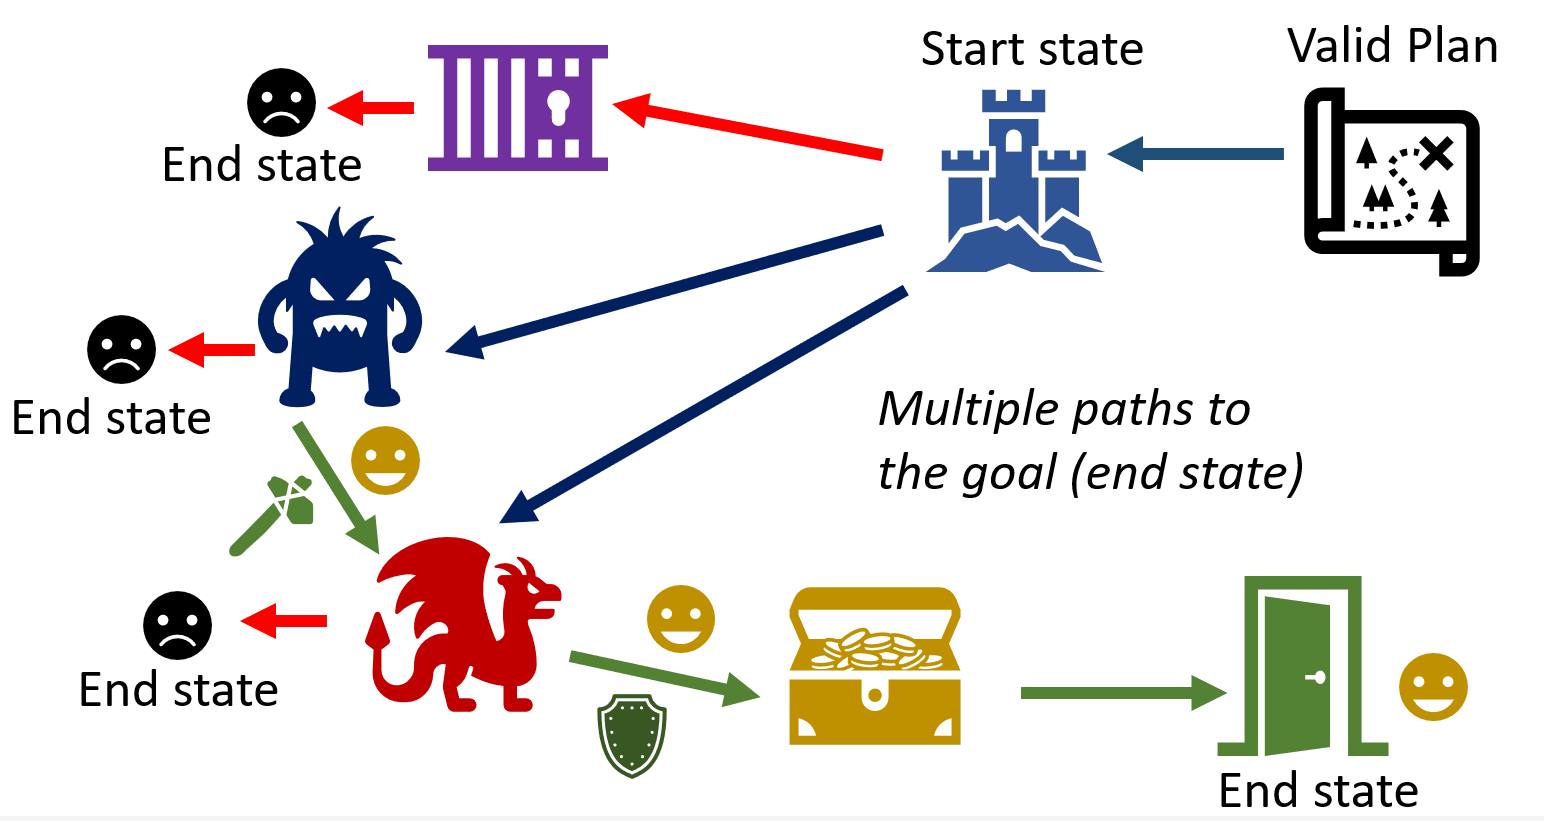 Start state
Valid Plan
End state
End state
Multiple paths to
the goal (end state)
End state
End state